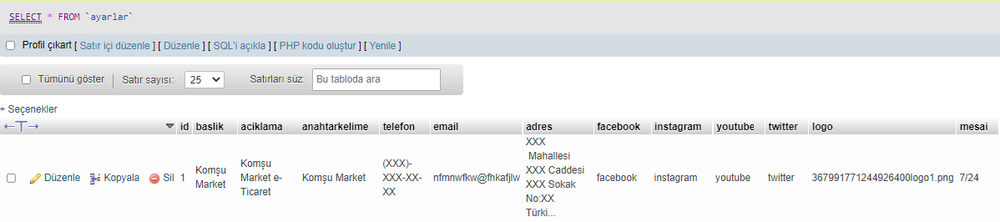 SELECT * FROM `ayarlar`
Profil çıkart [ Satır içi düzenle ] [ Düzenle ] [ SQL'i açıkla ] [ PHP kodu oluştur ] [ Yenile ]
Tümünü göster Satır sayısı: 25 Satırları süz: Bu tabloda ara
+ Seçenekler
←T→ id baslik aciklama anahtarkelime telefon email adres facebook instagram youtube twitter logo mesai
Düzenle Kopyala Sil 1
Komşu
Market
Komşu
Market e-
Ticaret
Komşu Market
(XXX)-
XXX-XX-
XX
nfmnwfkw@fhkafjlw
XXX
Mahallesi
XXX Caddesi
XXX Sokak
No:XX
Türki...
facebook instagram youtube twitter 367991771244926400logo1.png 7/24